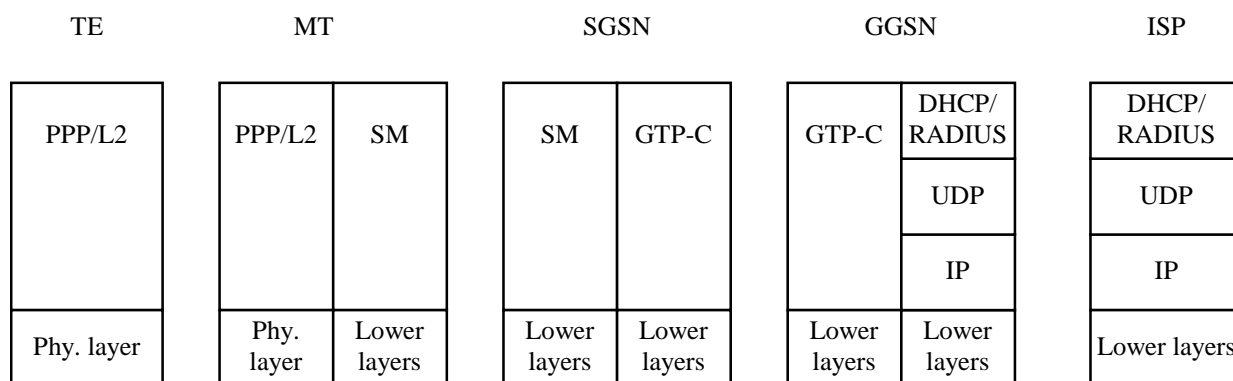 TE MT SGSN GGSN ISP
PPP/L2 PPP/L2 SM SM GTP-C GTP-C DHCP/ DHCP/
RADIUS RADIUS
UDP UDP
IP IP
Phy. layer Phy. Lower Lower Lower Lower Lower Lower layers
layer layers layers layers layers layers